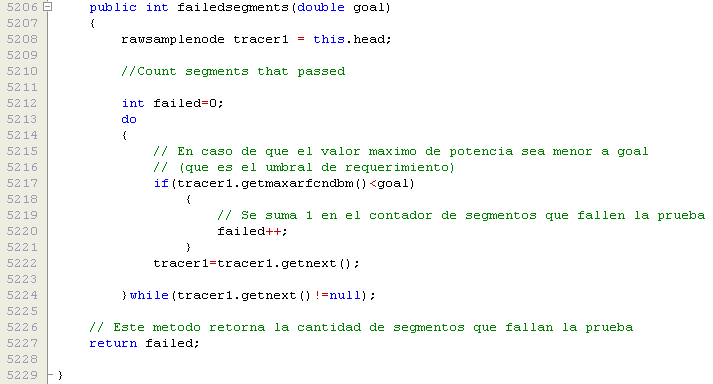 5206 public int failedsegments(double goal)
5207 {
5208 rawsamplenode tracer1 = this.head;
5209
5210 //Count segments that passed
5211
5212 int failed=0;
5213 do
5214 {
5215 // En caso de que el valor maximo de potencia sea menor a goal
5216 // (que es el umbral de requerimiento)
5217 if(tracer1.getmaxarfcndbm()<goal)
5218 {
5219 // Se suma 1 en el contador de segmentos que fallen la prueba
5220 failed++;
5221 }
5222 tracer1=tracer1.getnext();
5223
5224 }while(tracer1.getnext()!=null);
5225
5226 // Este metodo retorna la cantidad de segmentos que fallan la prueba
5227 return failed;
5228
5229 }